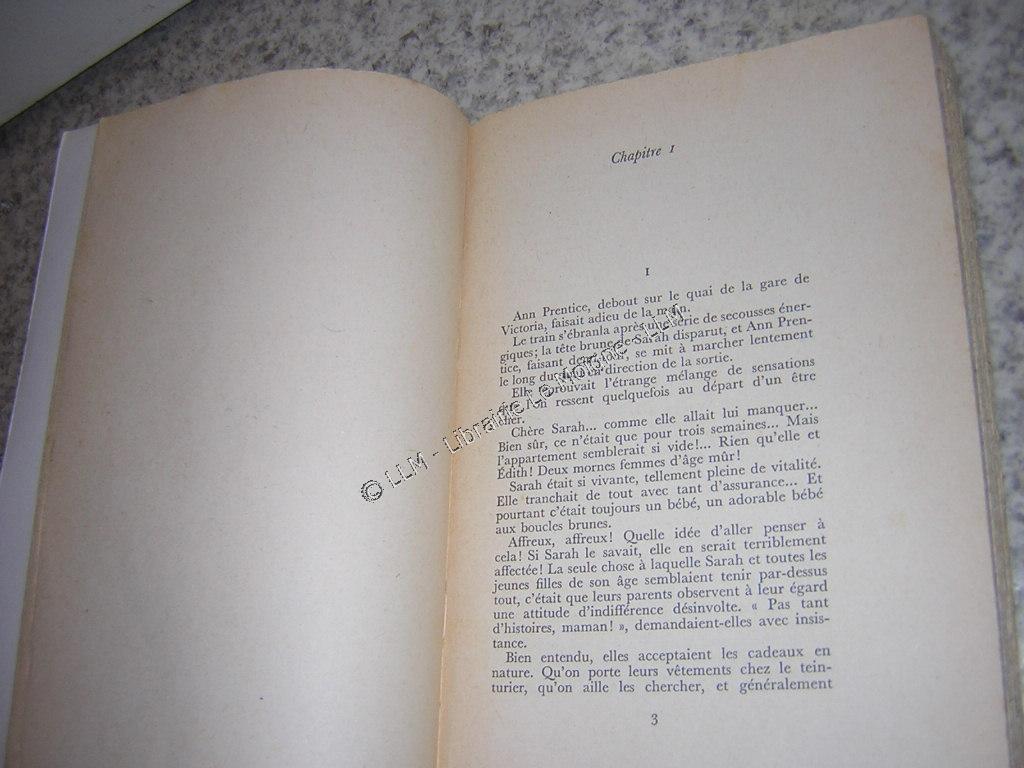 Chapitre I
I
Ann Prentice, debout sur le quai de la gare de
Victoria, faisait adieu de la main.
Le train s'ébranla après une série de secousses éner-
giques; la tête brune de Sarah disparut, et Ann Pren-
tice, faisant demi-tour, se mit à marcher lentement
le long du quai en direction de la sortie.
Elle éprouvait l'étrange mélange de sensations
que l'on ressent quelquefois au départ d'un être
cher.
Chère Sarah... comme elle allait lui manquer...
Bien sûr, ce n'était que pour trois semaines... Mais
l'appartement semblerait si vide!... Rien qu'elle et
Édith! Deux mornes femmes d'âge mûr!
Sarah était si vivante, tellement pleine de vitalité.
Elle tranchait de tout avec tant d'assurance... Et
pourtant c'était toujours un bébé, un adorable bébé
aux boucles brunes.
Affreux, affreux! Quelle idée d'aller penser à
cela! Si Sarah le savait, elle en serait terriblement
affectée! La seule chose à laquelle Sarah et toutes les
jeunes filles de son âge semblaient tenir par-dessus
tout, c'était que leurs parents observent à leur égard
une attitude d'indifférence désinvolte. « Pas tant
d'histoires, maman! », demandaient-elles avec insis-
tance.
Bien entendu, elles acceptaient les cadeaux en
nature. Qu'on porte leurs vêtements chez le tein-
turier, qu'on aille les chercher, et généralement
3
© LLM - Librairie Le Monde - LLM